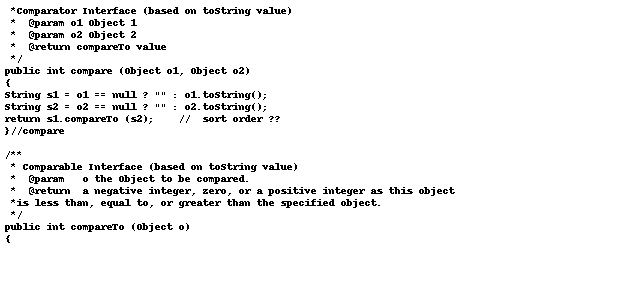 *Comparator Interface (based on toString value)
*  @param o1 Object 1
*  @param o2 Object 2
*  @return compareTo value
*/
public int compare (Object o1, Object o2)
{
String s1 = o1 == null ? "" : o1.toString();
String s2 = o2 == null ? "" : o2.toString();
return s1.compareTo (s2);    //  sort order ??
}//compare

/**
* Comparable Interface (based on toString value)
*  @param   o the Object to be compared.
*  @return  a negative integer, zero, or a positive integer as this object
*is less than, equal to, or greater than the specified object.
*/
public int compareTo (Object o)
{